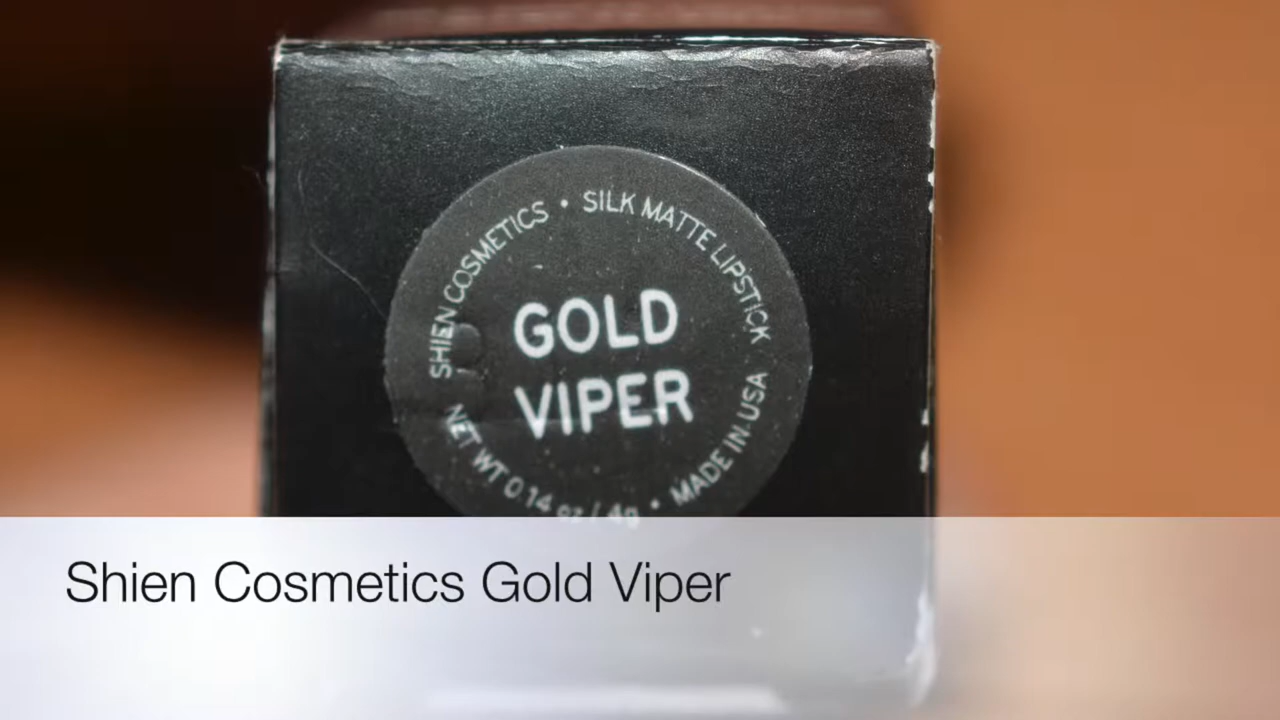 SHIEN COSMETICS • SILK MATTE LIPSTICK
GOLD
VIPER
NET WT 0.14 oz / 4g • MADE IN USA
Shien Cosmetics Gold Viper